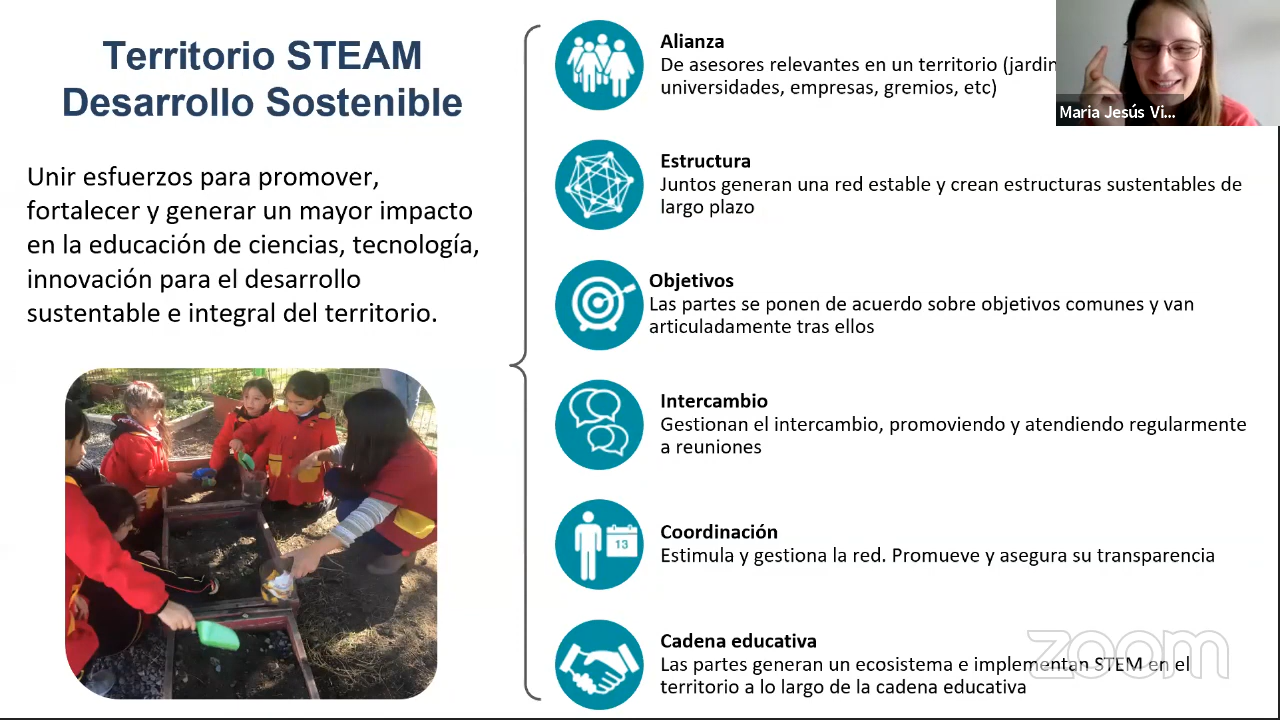 Territorio STEAM
Desarrollo Sostenible
Unir esfuerzos para promover,
fortalecer y generar un mayor impacto
en la educación de ciencias, tecnología,
innovación para el desarrollo
sustentable e integral del territorio.
Alianza
De asesores relevantes en un territorio
universidades, empresas, gremios, etc)
Maria Jesús Vi...
Estructura
Juntos generan una red estable y crean estructuras sustentables de
largo plazo
Objetivos
Las partes se ponen de acuerdo sobre objetivos comunes y van
articuladamente tras ellos
Intercambio
Gestionan el intercambio, promoviendo y atendiendo regularmente
a reuniones
13
Coordinación
Estimula y gestiona la red. Promueve y asegura su transparencia
Cadena educativa
Las partes generan un ecosistema e implementan STEM en el
territorio a lo largo de la cadena educativa
zoom